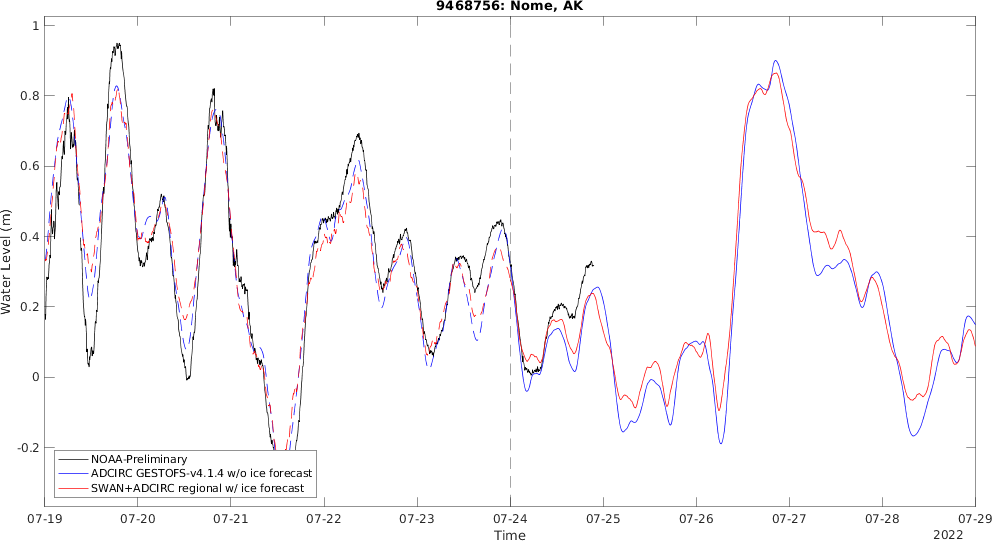 9468756: Nome, AK
1
0.8
0.6
0.4
0.2
0
-0.2
Water Level (m)
NOAA-Preliminary
ADCIRC GESTOFS-v4.1.4 w/o ice forecast
SWAN+ADCIRC regional w/ ice forecast
07-19 07-20 07-21 07-22 07-23 07-24 07-25 07-26 07-27 07-28 07-29
Time
2022